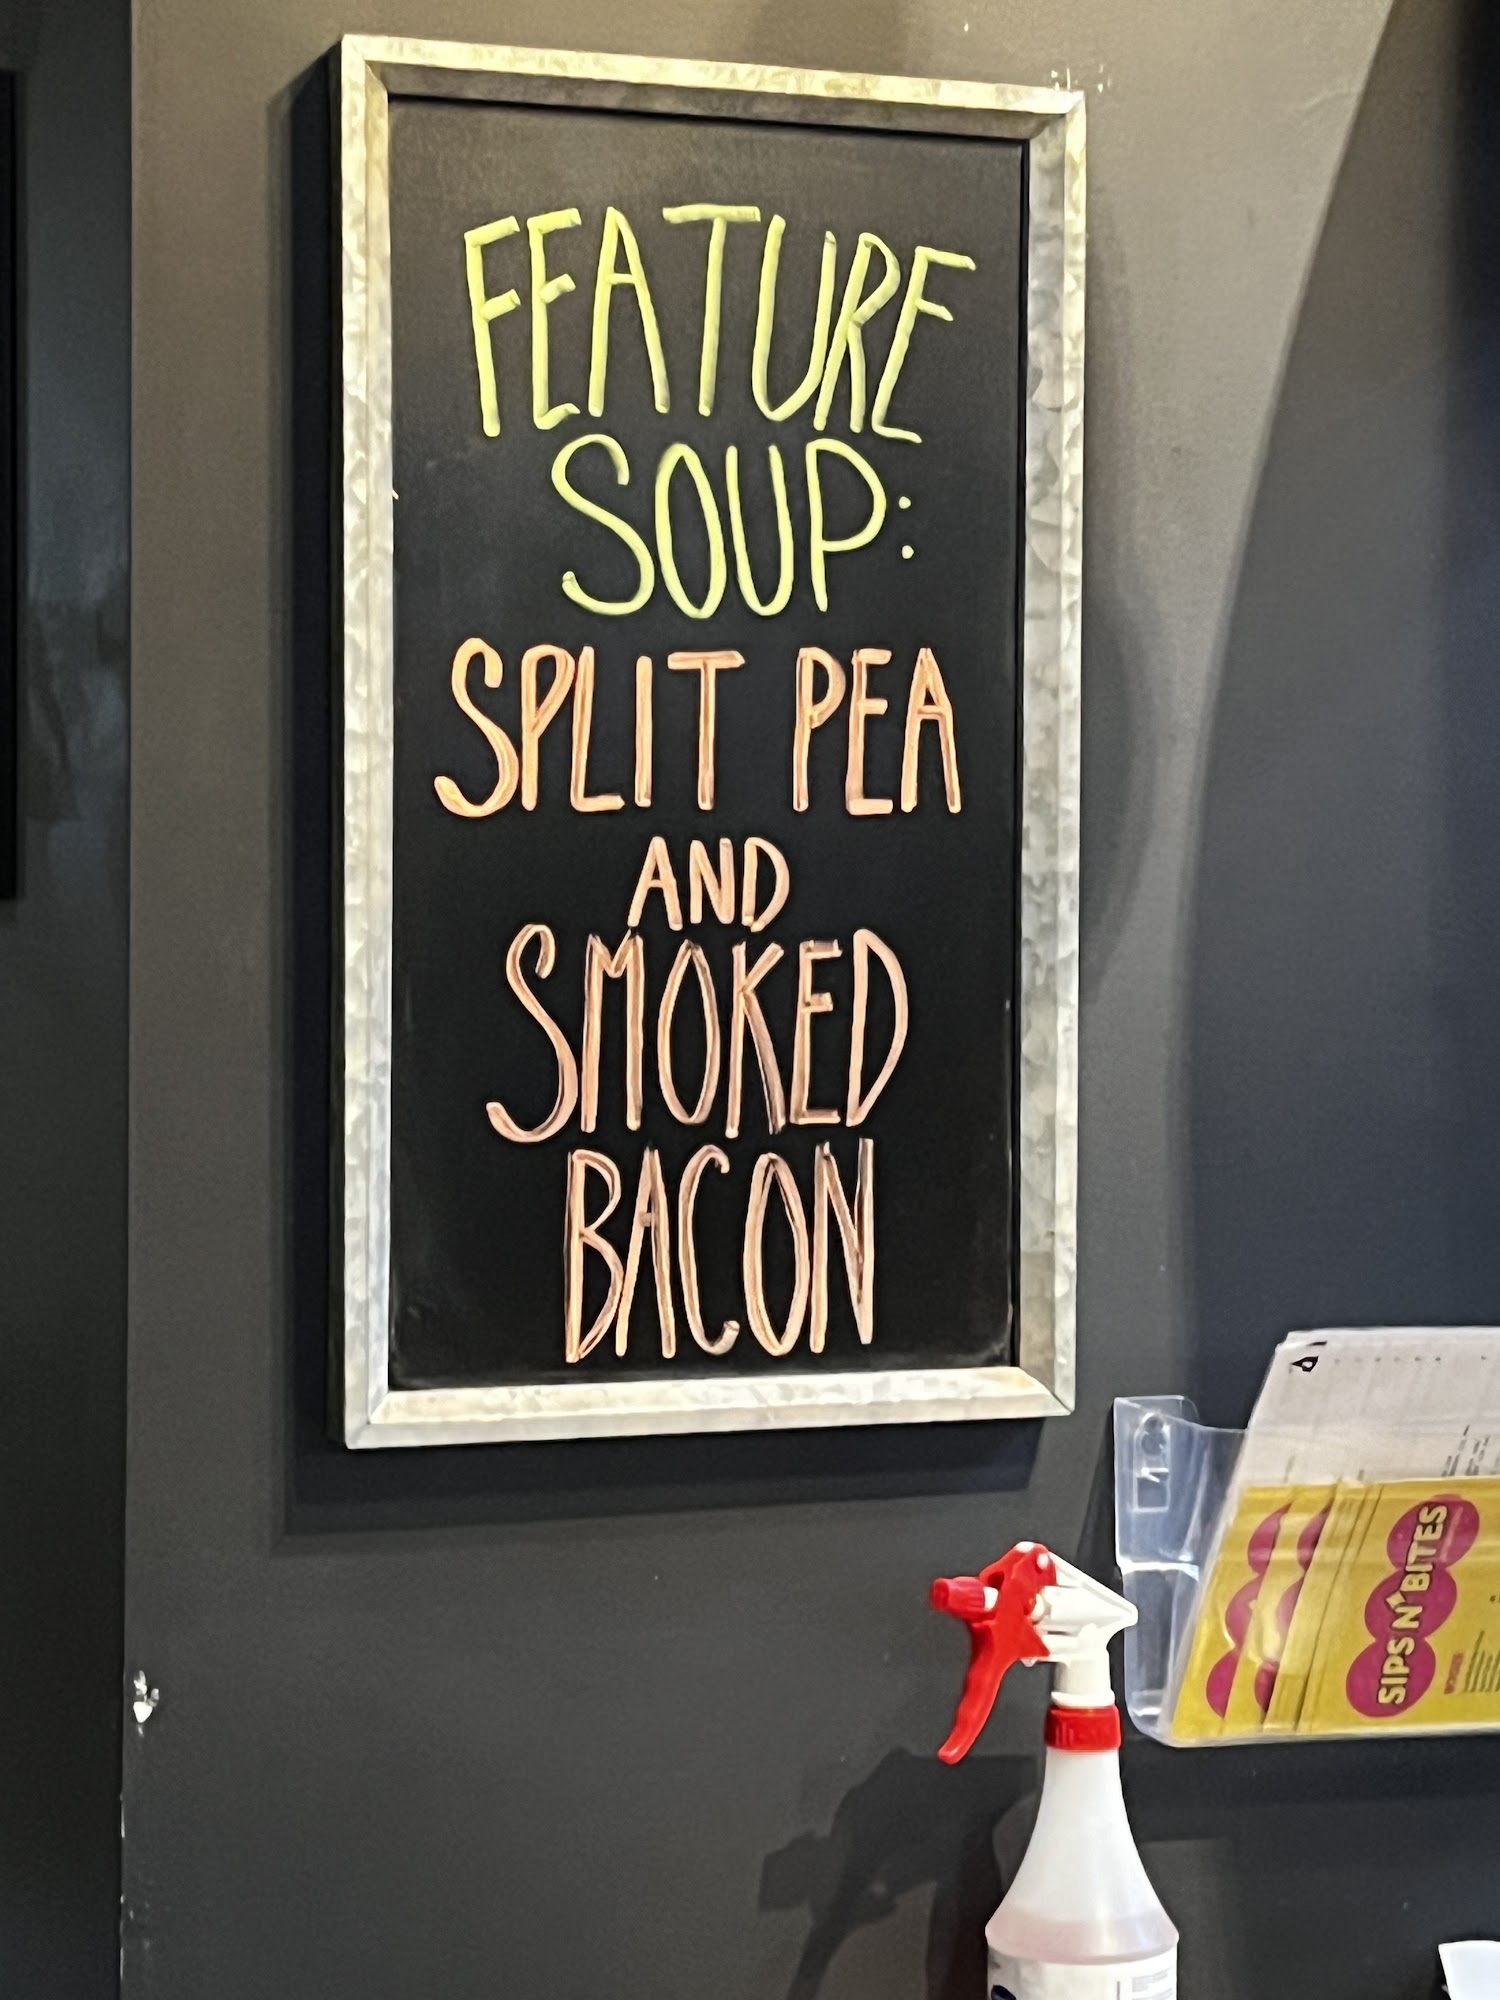 FEATURE
SOUP:
SPLIT PEA
AND
SMOKED
BACON
SIPS N' BITES